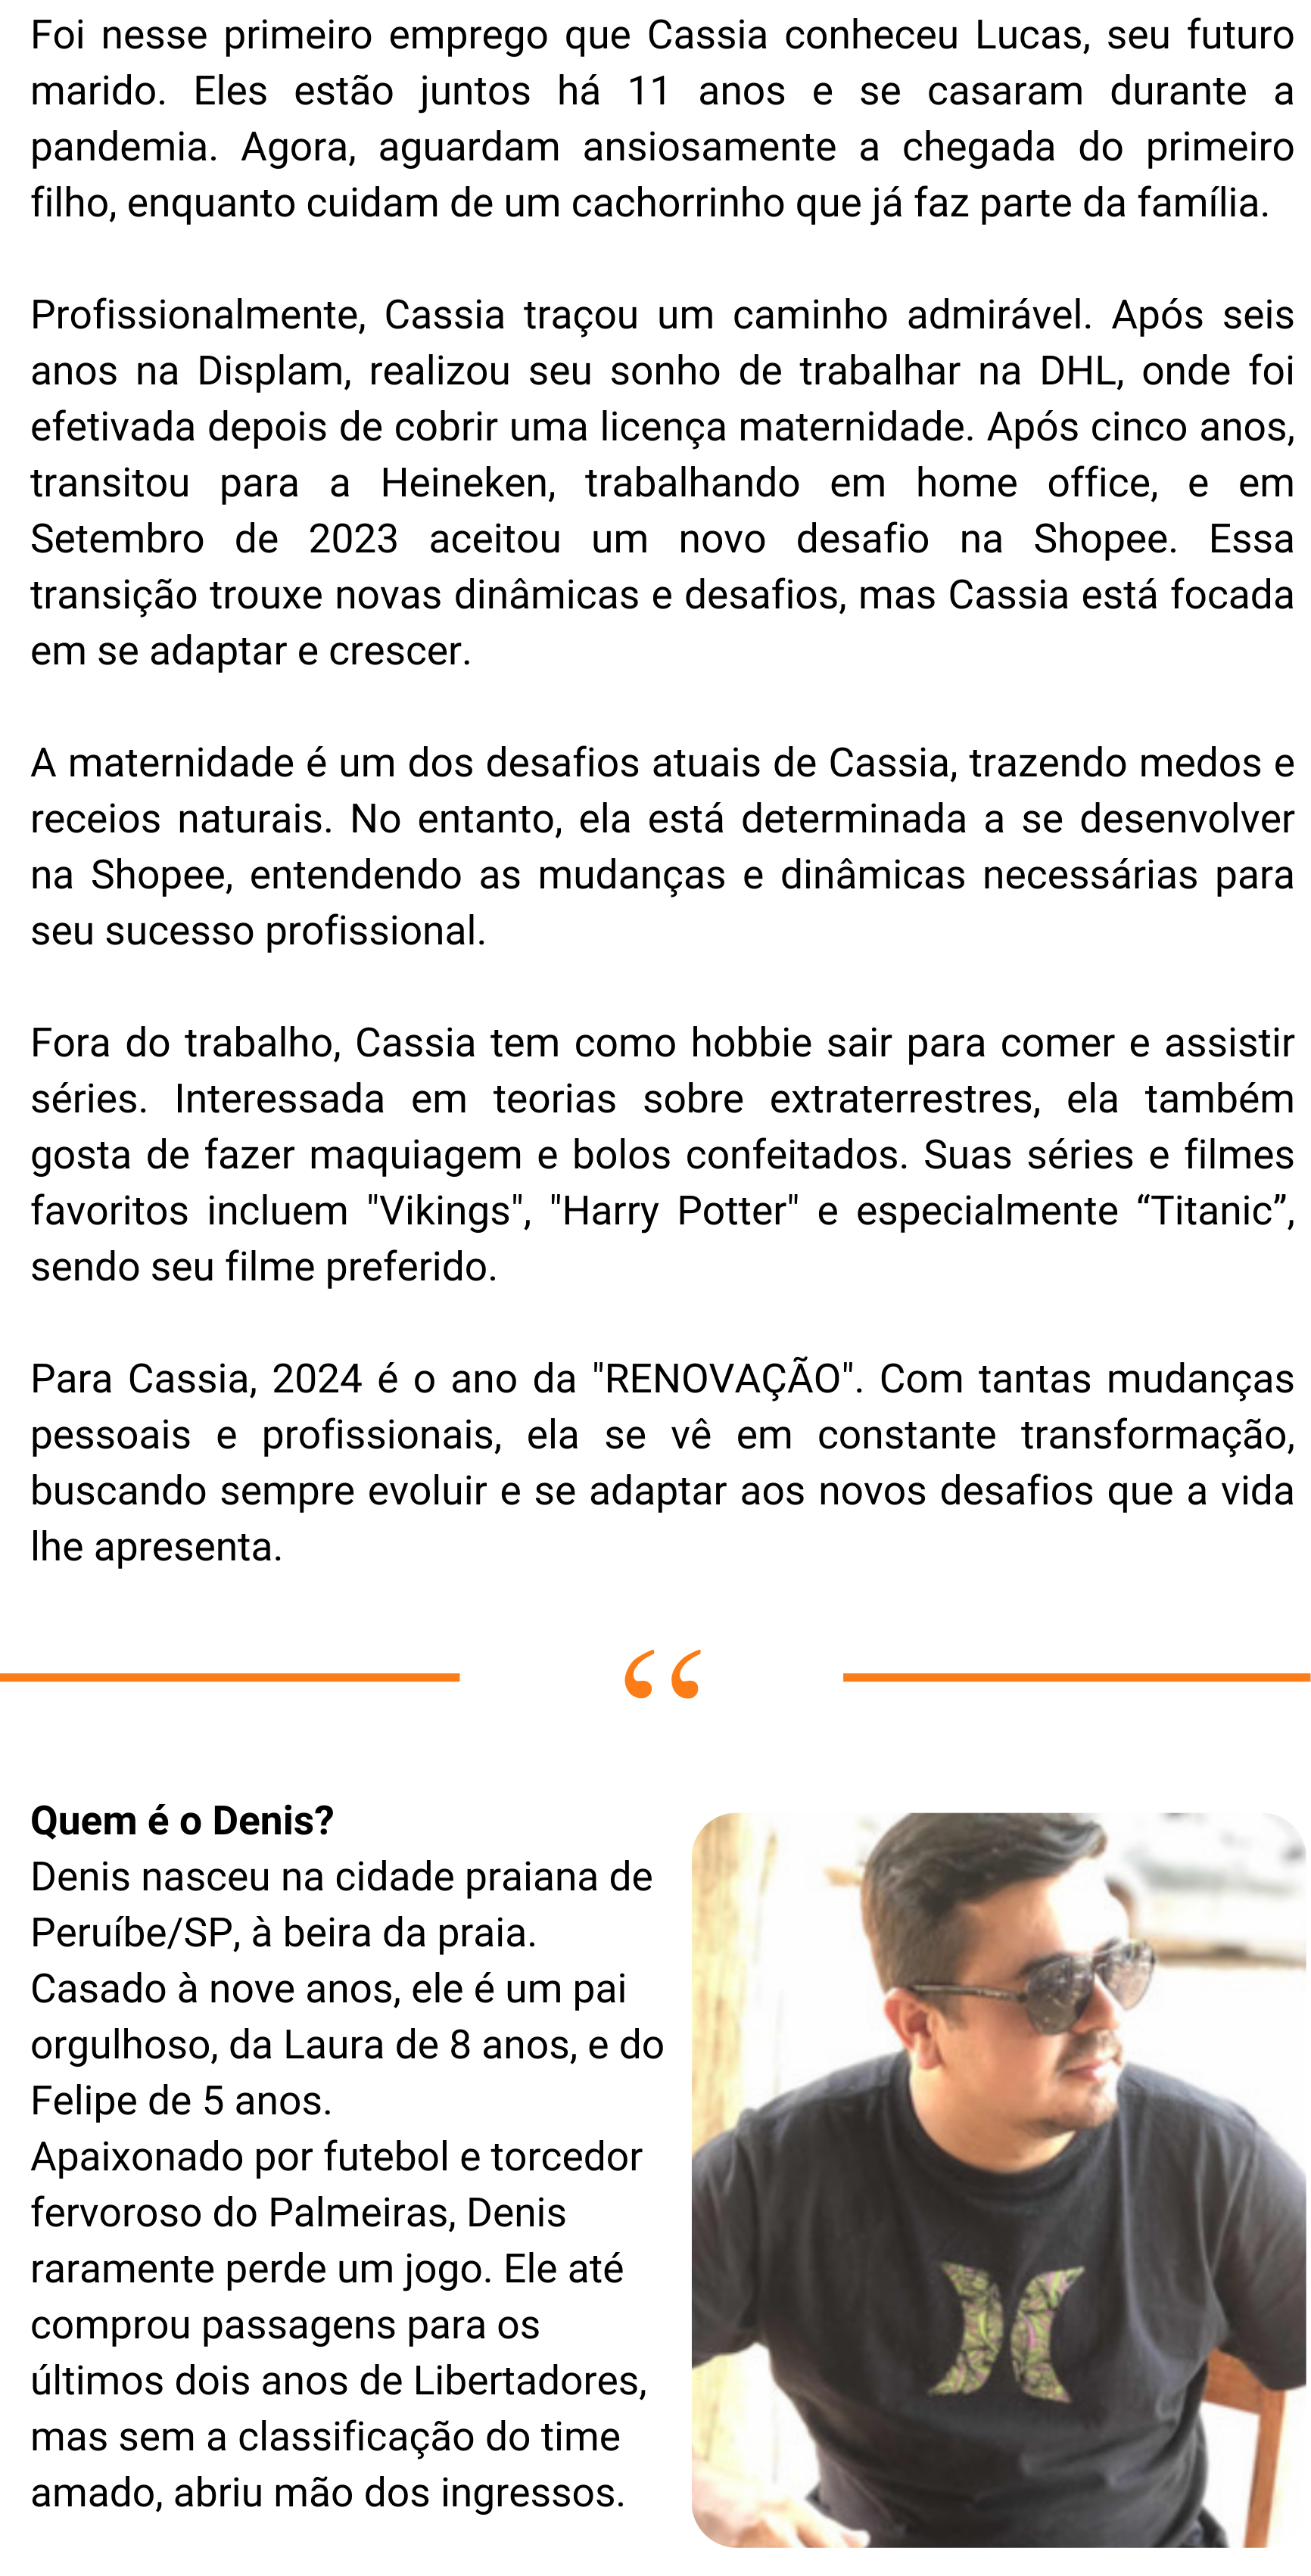 Foi nesse primeiro emprego que Cassia conheceu Lucas, seu futuro
marido. Eles estão juntos há 11 anos e se casaram durante a
pandemia. Agora, aguardam ansiosamente a chegada do primeiro
filho, enquanto cuidam de um cachorrinho que já faz parte da família.
Profissionalmente, Cassia traçou um caminho admirável. Após seis
anos na Displam, realizou seu sonho de trabalhar na DHL, onde foi
efetivada depois de cobrir uma licença maternidade. Após cinco anos,
transitou para a Heineken, trabalhando em home office, e em
Setembro de 2023 aceitou um novo desafio na Shopee. Essa
transição trouxe novas dinâmicas e desafios, mas Cassia está focada
em se adaptar e crescer.
A maternidade é um dos desafios atuais de Cassia, trazendo medos e
receios naturais. No entanto, ela está determinada a se desenvolver
na Shopee, entendendo as mudanças e dinâmicas necessárias para
seu sucesso profissional.
Fora do trabalho, Cassia tem como hobbie sair para comer e assistir
séries. Interessada em teorias sobre extraterrestres, ela também
gosta de fazer maquiagem e bolos confeitados. Suas séries e filmes
favoritos incluem "Vikings", "Harry Potter" e especialmente “Titanic”,
sendo seu filme preferido.
Para Cassia, 2024 é o ano da "RENOVAÇÃO". Com tantas mudanças
pessoais e profissionais, ela se vê em constante transformação,
buscando sempre evoluir e se adaptar aos novos desafios que a vida
lhe apresenta.
“
Quem é o Denis?
Denis nasceu na cidade praiana de
Peruíbe/SP, à beira da praia.
Casado à nove anos, ele é um pai
orgulhoso, da Laura de 8 anos, e do
Felipe de 5 anos.
Apaixonado por futebol e torcedor
fervoroso do Palmeiras, Denis
raramente perde um jogo. Ele até
comprou passagens para os
últimos dois anos de Libertadores,
mas sem a classificação do time
amado, abriu mão dos ingressos.